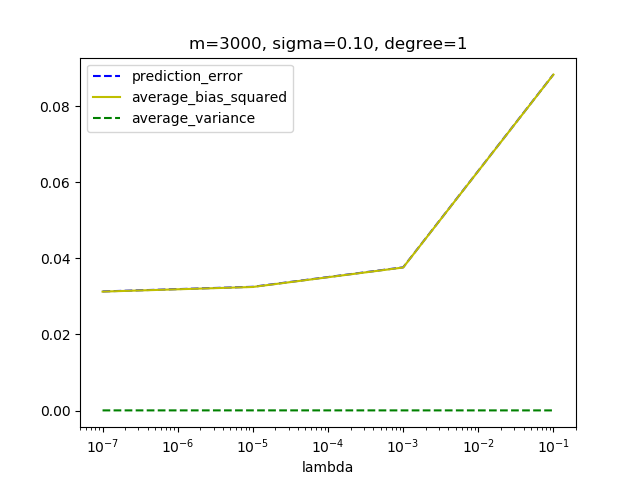 m=3000, sigma=0.10, degree=1
prediction_error
average_bias_squared
average_variance
0.08
0.06
0.04
0.02
0.00
10⁻⁷ 10⁻⁶ 10⁻⁵ 10⁻⁴ 10⁻³ 10⁻² 10⁻¹
lambda